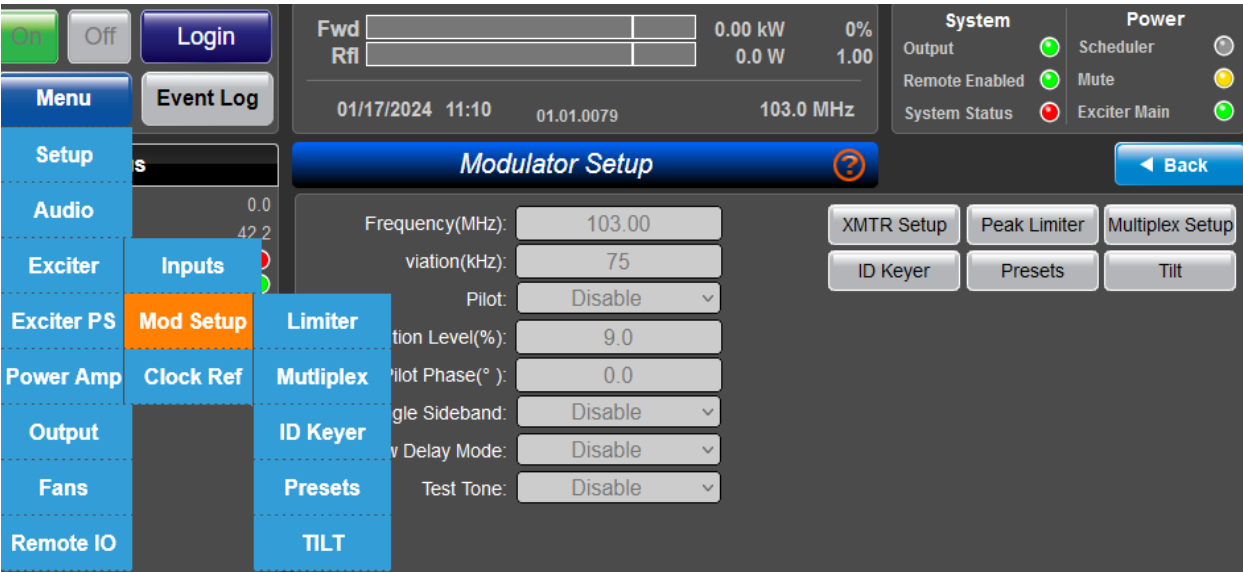 On Off Login
Menu Event Log
Fwd 0.00 kW 0%
Rfl 0.0 W 1.00
01/17/2024 11:10 01.01.0079 103.0 MHz
System Power
Output Scheduler
Remote Enabled Mute
System Status Exciter Main
Setup s Modulator Setup ? Back
Audio 0.0
42.2
Exciter Inputs
Exciter PS Mod Setup Limiter
Power Amp Clock Ref Mutliplex
Output ID Keyer
Fans Presets
Remote IO TILT
Frequency(MHz): 103.00
viation(kHz): 75
Pilot: Disable
tion Level(%): 9.0
Pilot Phase(° ): 0.0
gle Sideband: Disable
w Delay Mode: Disable
Test Tone: Disable
XMTR Setup Peak Limiter Multiplex Setup
ID Keyer Presets Tilt